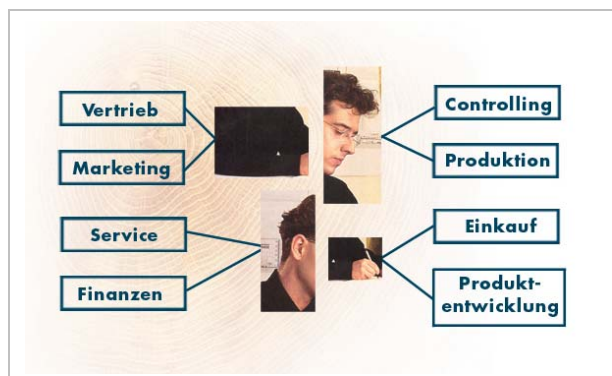 Vertrieb
Marketing
Service
Finanzen
Controlling
Produktion
Einkauf
Produkt-
entwicklung